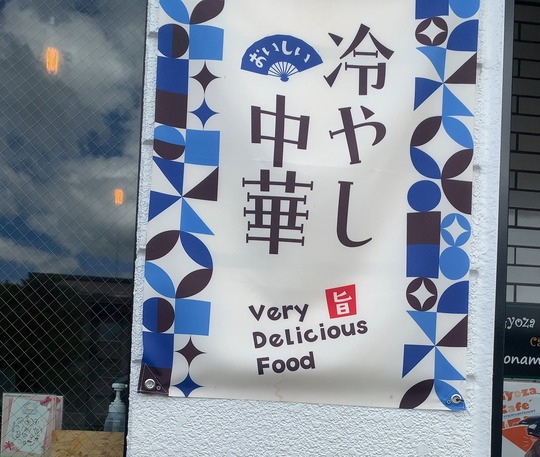 冷やし
おいしい
中華
旨
Very
Delicious
Food